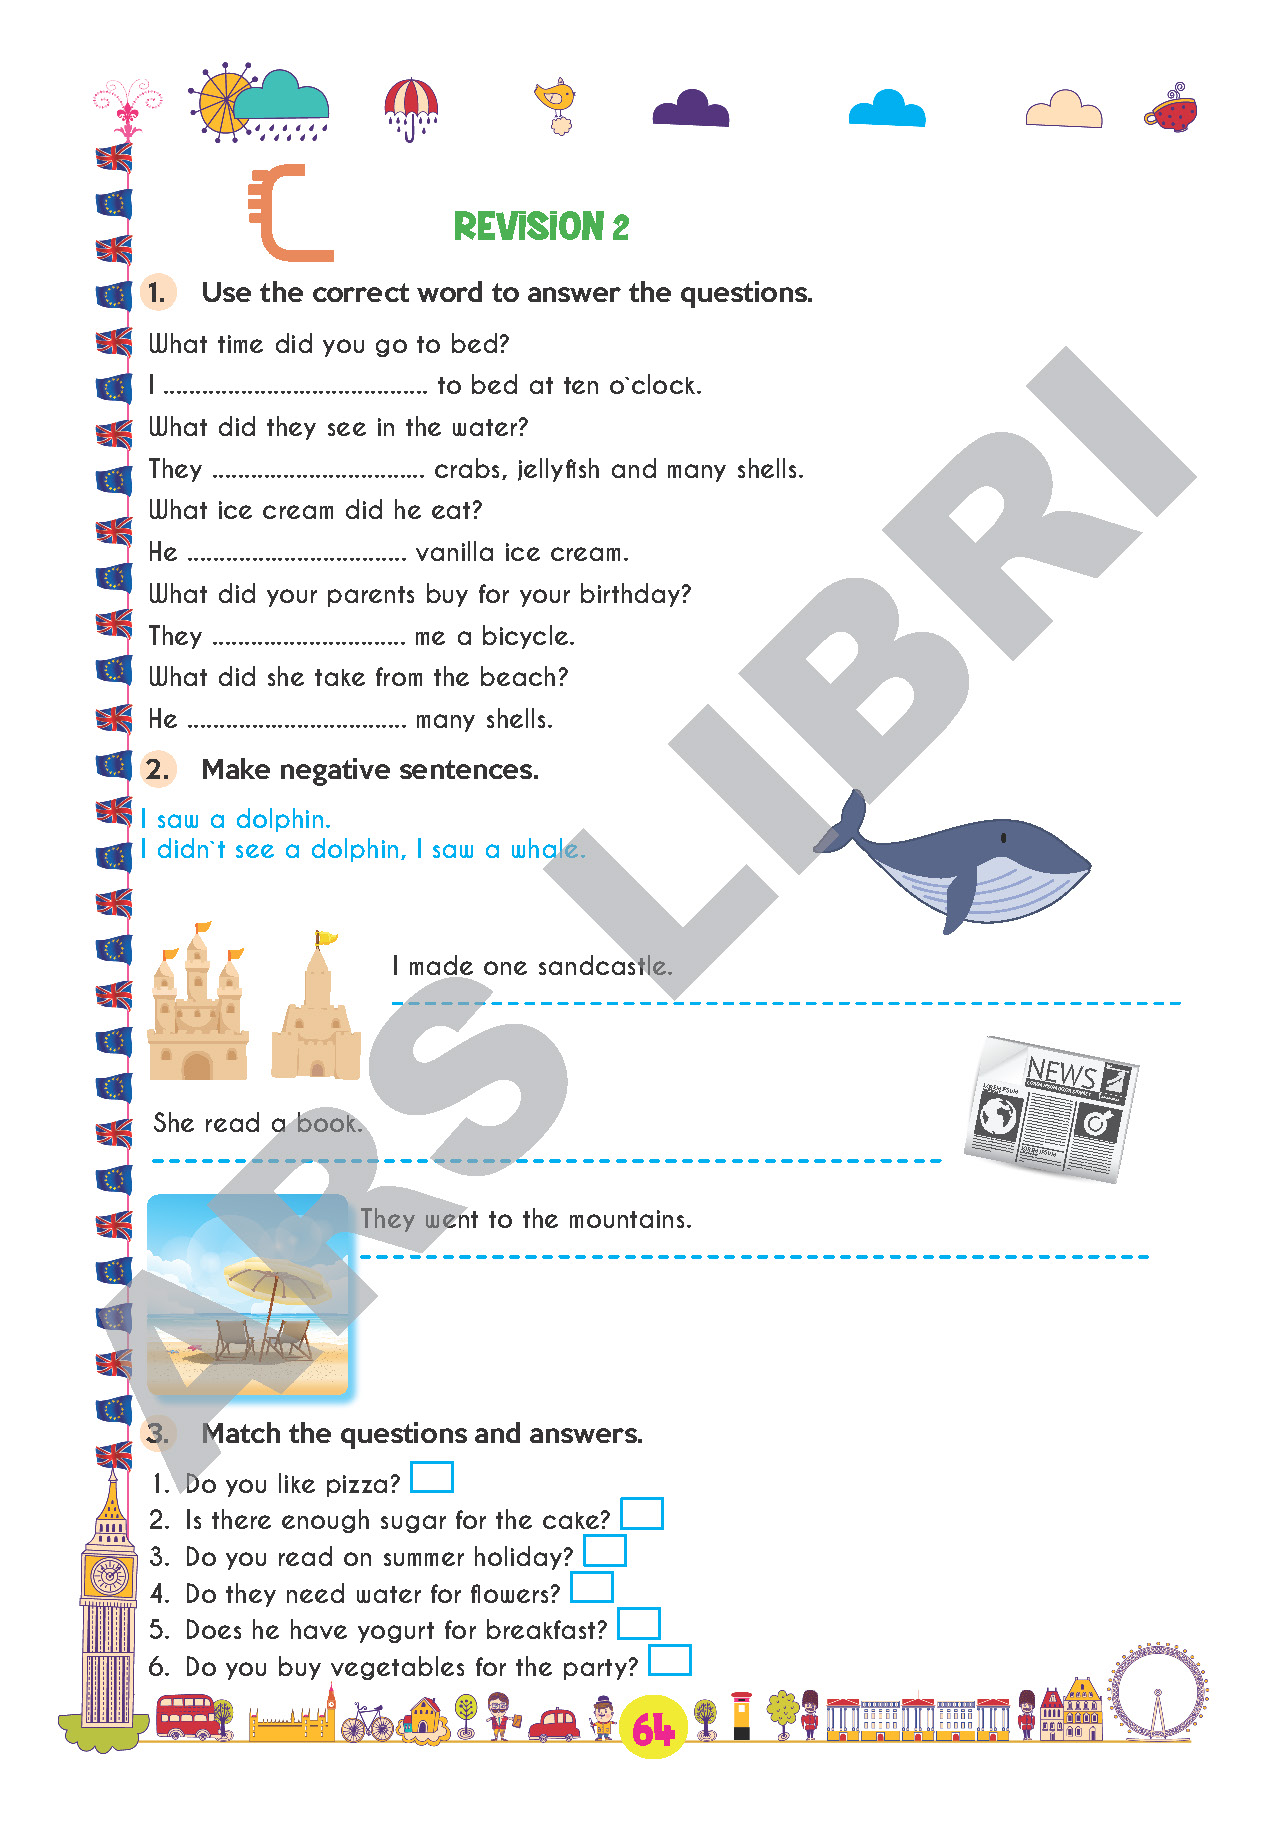 REVISION 2
1. Use the correct word to answer the questions.
What time did you go to bed?
I ......................................... to bed at ten o`clock.
What did they see in the water?
They ................................. crabs, jellyfish and many shells.
What ice cream did he eat?
He .................................. vanilla ice cream.
What did your parents buy for your birthday?
They .............................. me a bicycle.
What did she take from the beach?
He .................................. many shells.
2. Make negative sentences.
I saw a dolphin.
I didn`t see a dolphin, I saw a whale.
I made one sandcastle.
NEWS
LOREM IPSUM
She read a book.
They went to the mountains.
3. Match the questions and answers.
1. Do you like pizza?
2. Is there enough sugar for the cake?
3. Do you read on summer holiday?
4. Do they need water for flowers?
5. Does he have yogurt for breakfast?
6. Do you buy vegetables for the party?
64
ARS LIBRI